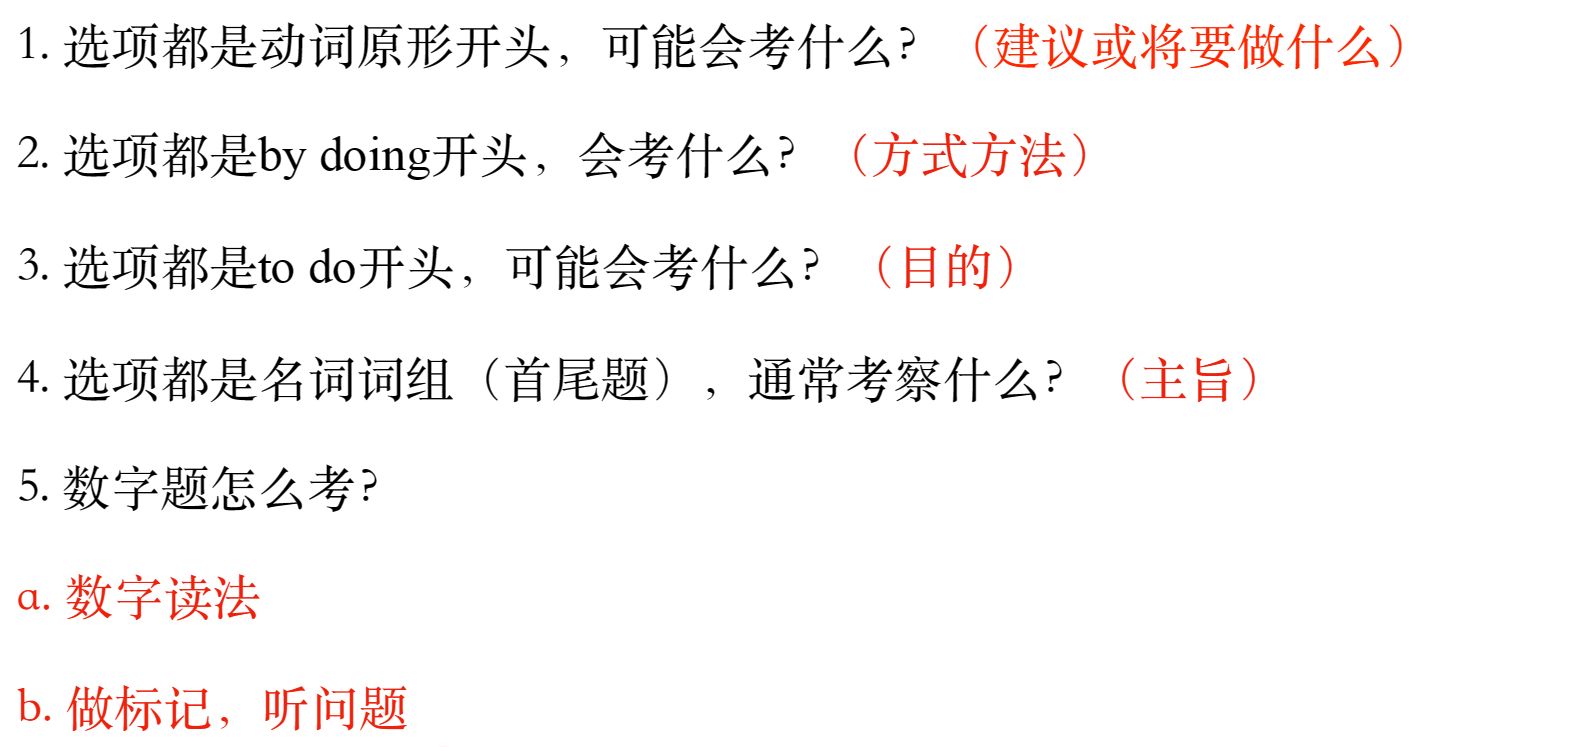 1. 选项都是动词原形开头，可能会考什么？（建议或将要做什么）
2. 选项都是by doing开头，会考什么？（方式方法）
3. 选项都是to do开头，可能会考什么？（目的）
4. 选项都是名词词组（首尾题），通常考察什么？（主旨）
5. 数字题怎么考？
a. 数字读法
b. 做标记，听问题